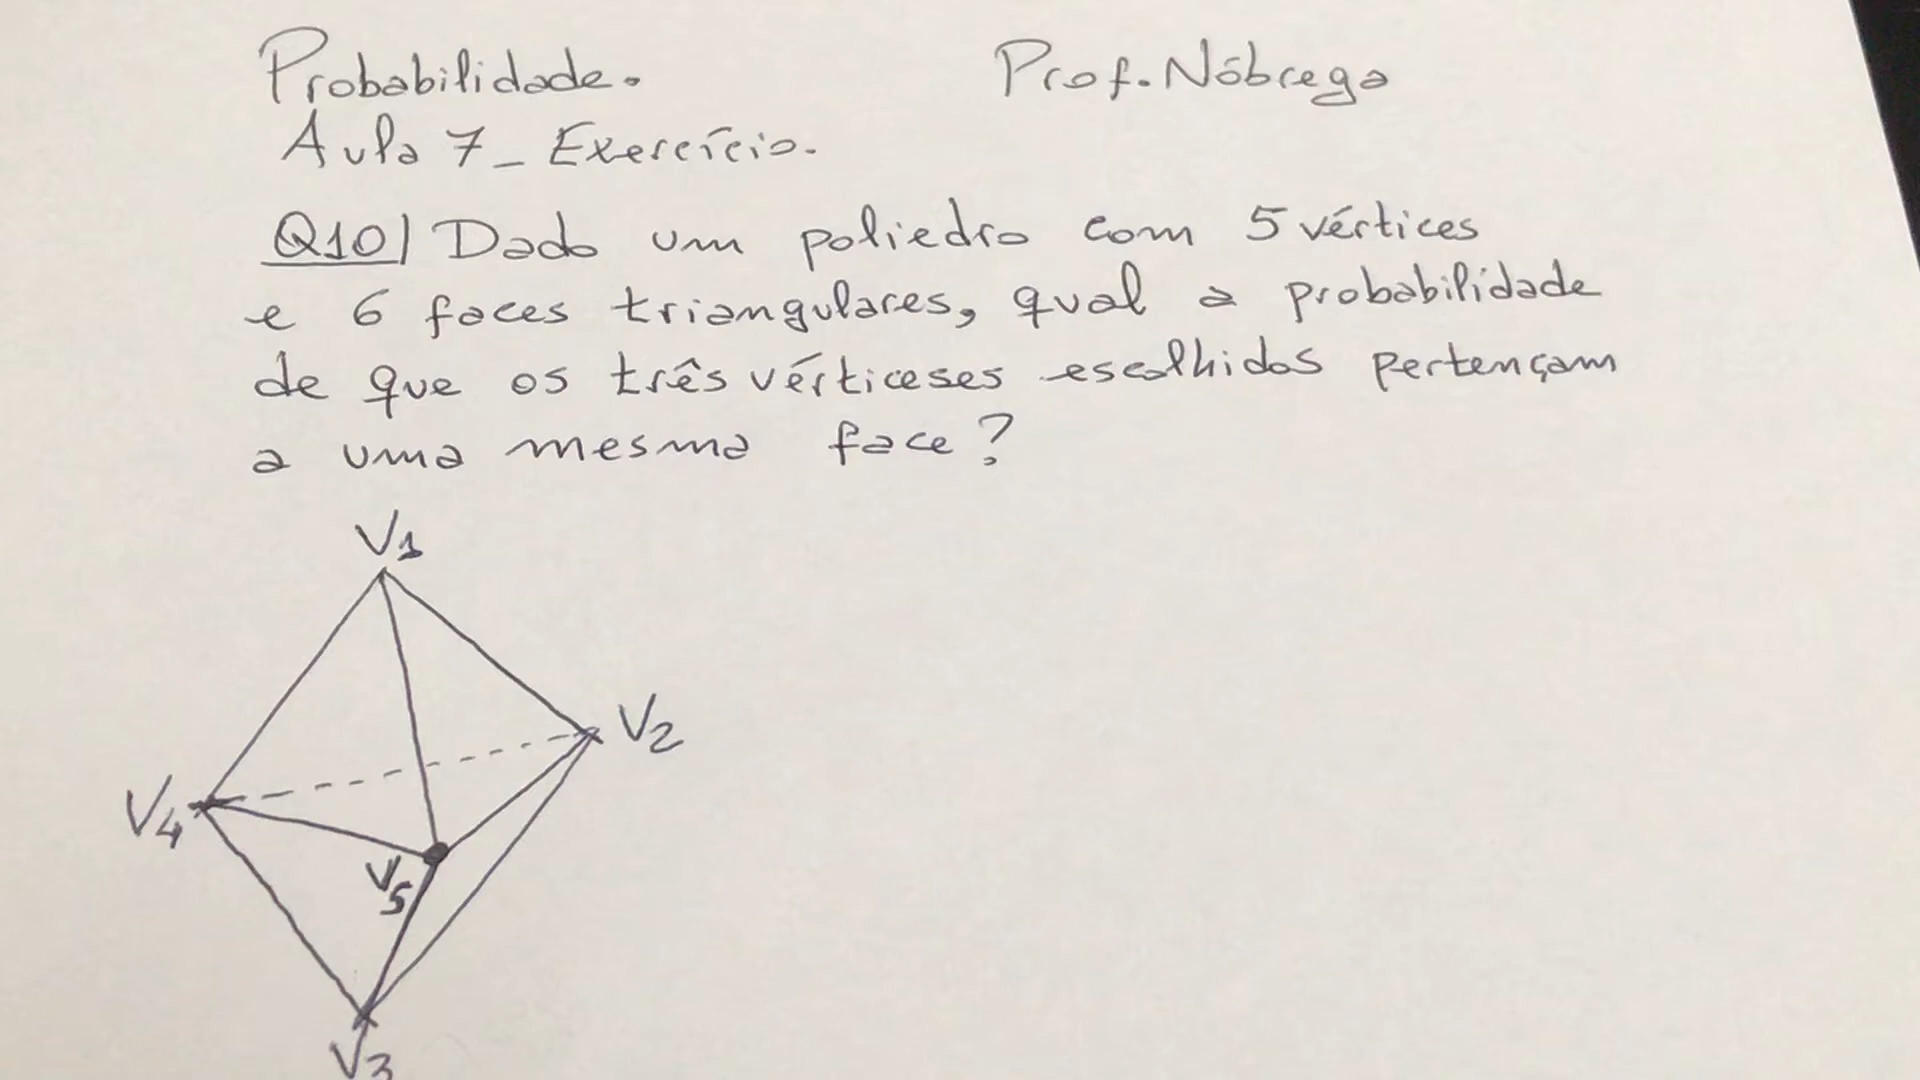 Probabilidade. Prof. Nóbrega
Aula 7_ Exercício.
Q10| Dado um poliedro com 5 vértices
e 6 faces triangulares, qual a probabilidade
de que os três vérticeses escolhidos pertençam
a uma mesma face?
V1
V2
V4
V5
V3